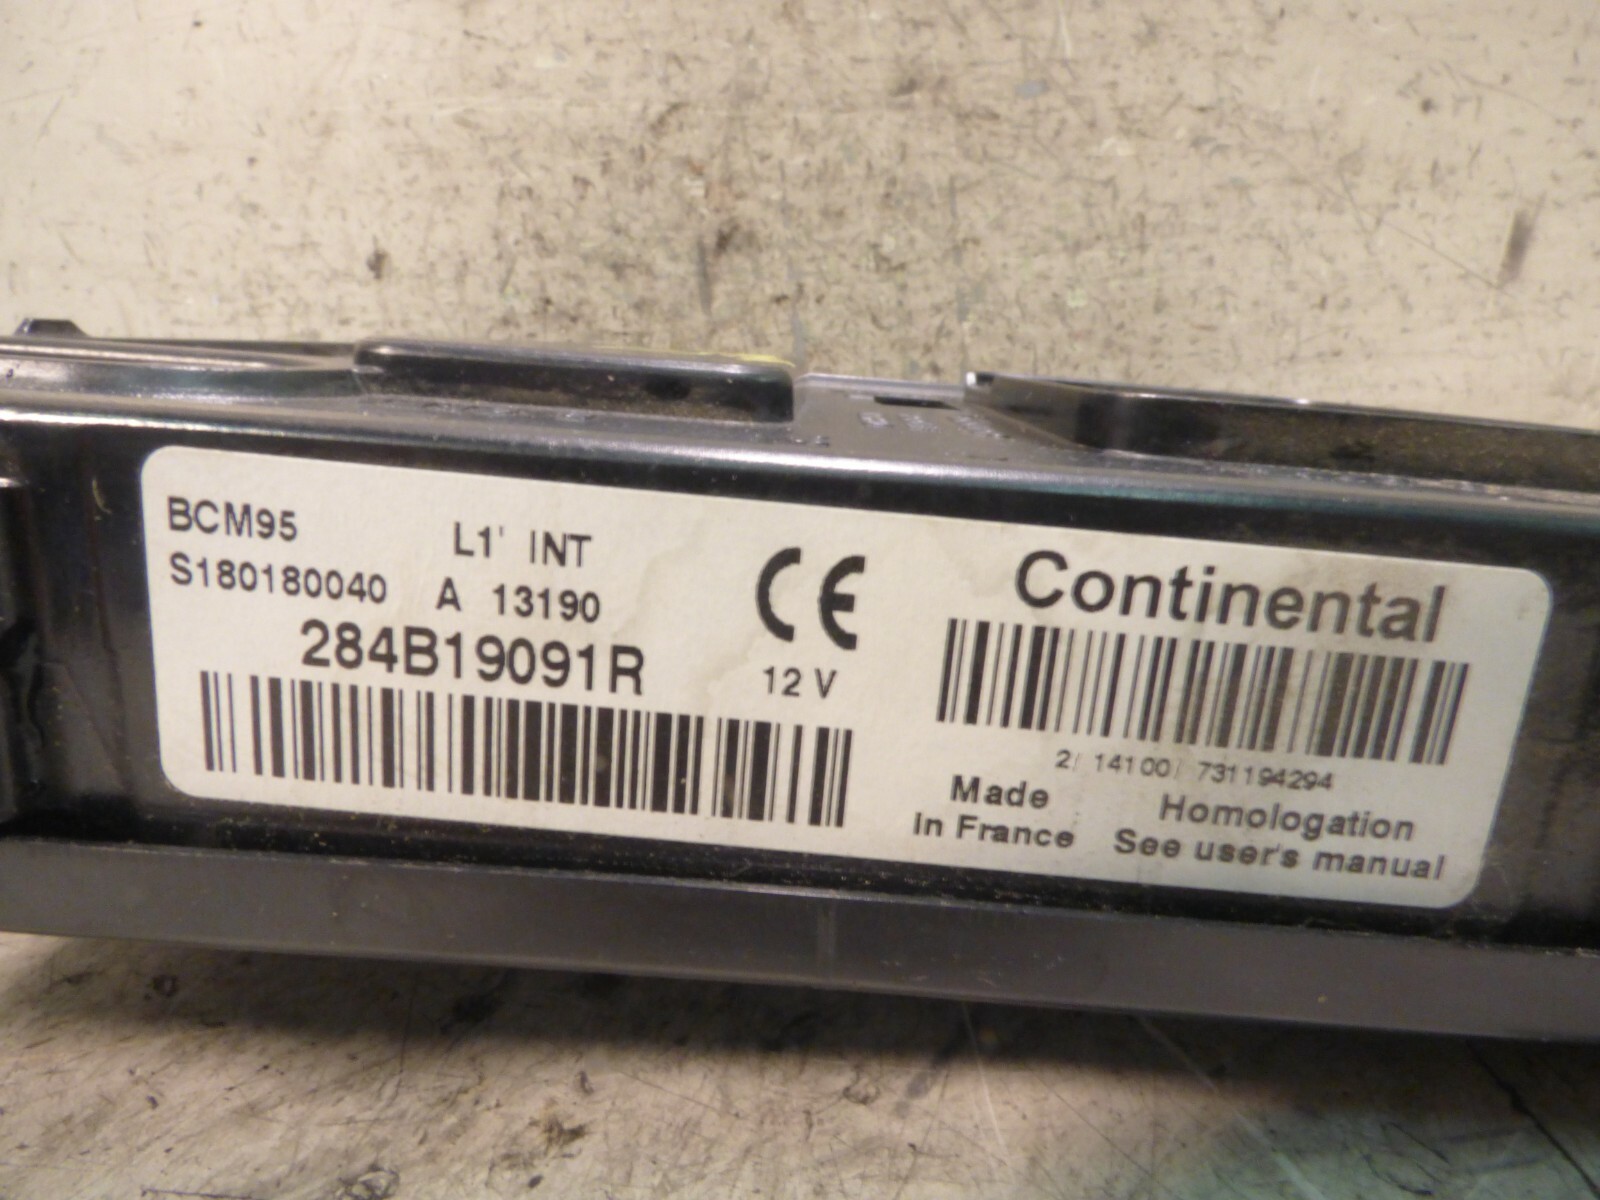 BCM95
L1' INT
S180180040 A 13190
284B19091R
CE
12 V
Continental
2/ 14100/ 731194294
Made
In France
Homologation
See user's manual